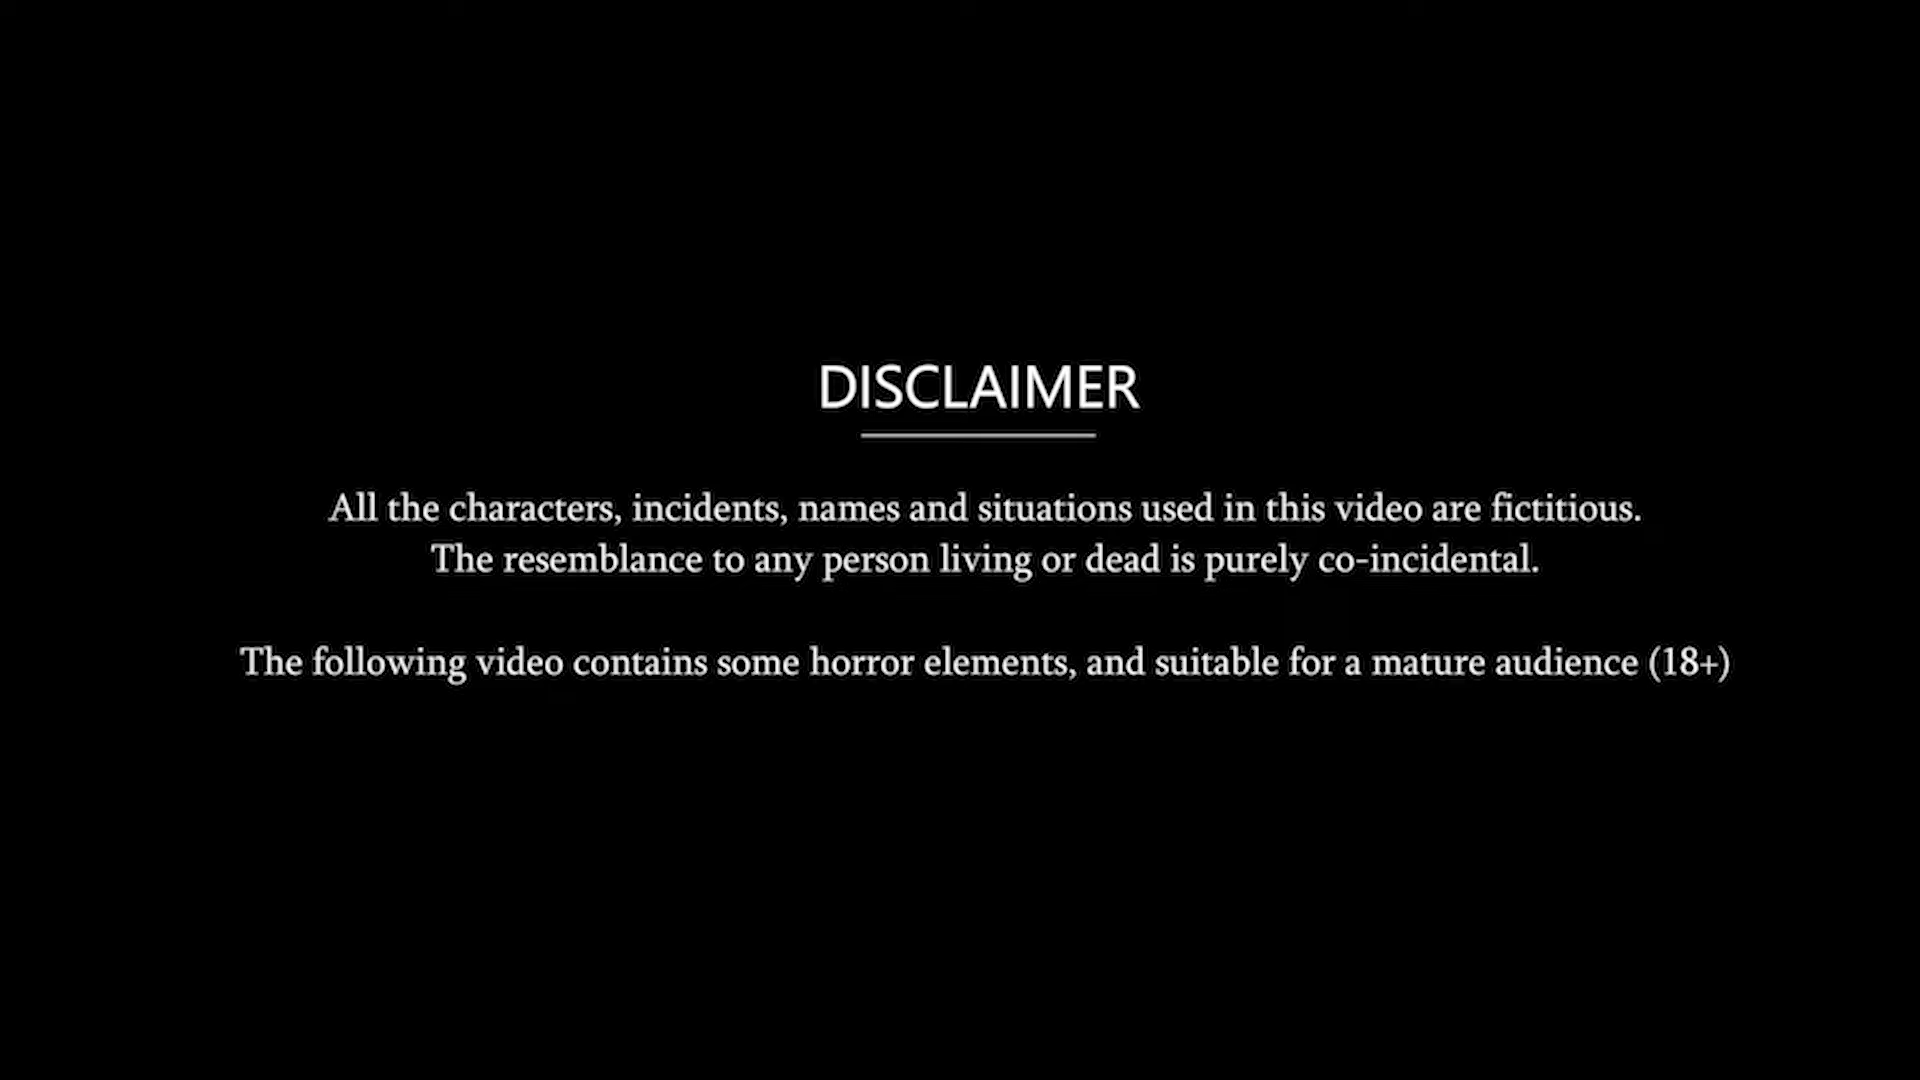 DISCLAIMER
All the characters, incidents, names and situations used in this video are fictitious.
The resemblance to any person living or dead is purely co-incidental.
The following video contains some horror elements, and suitable for a mature audience (18+)